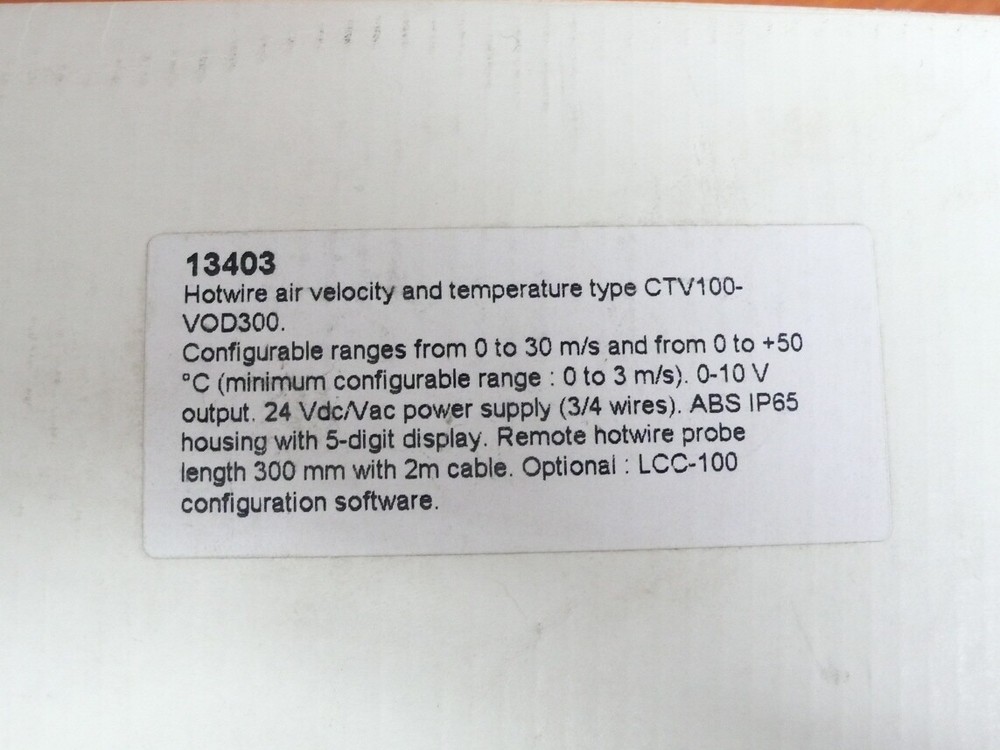 13403
Hotwire air velocity and temperature type CTV100-
VOD300.
Configurable ranges from 0 to 30 m/s and from 0 to +50
°C (minimum configurable range : 0 to 3 m/s). 0-10 V
output. 24 Vdc/Vac power supply (3/4 wires). ABS IP65
housing with 5-digit display. Remote hotwire probe
length 300 mm with 2m cable. Optional : LCC-100
configuration software.